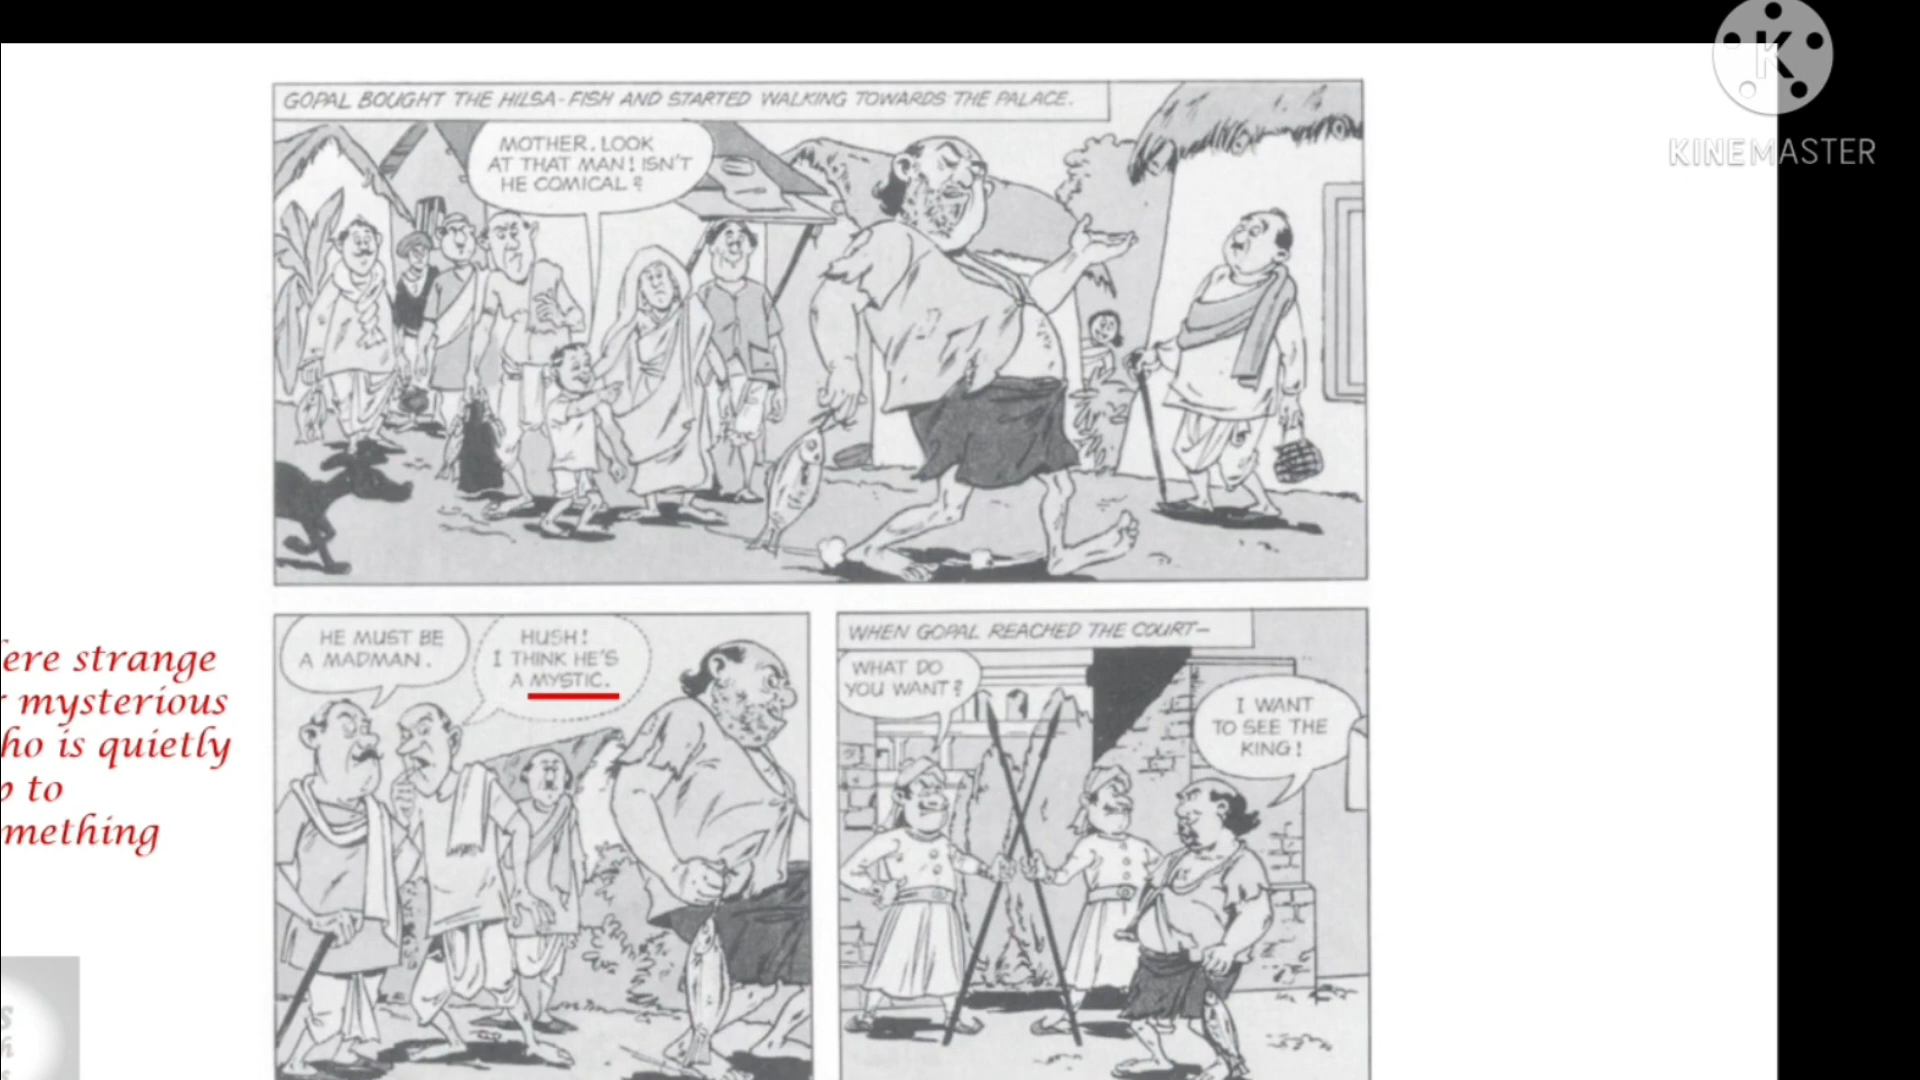 KINEMASTER
GOPAL BOUGHT THE HILSA-FISH AND STARTED WALKING TOWARDS THE PALACE.
MOTHER, LOOK
AT THAT MAN! ISN'T
HE COMICAL?
HE MUST BE
A MADMAN.
HUSH!
I THINK HE'S
A MYSTIC.
WHEN GOPAL REACHED THE COURT—
WHAT DO
YOU WANT?
I WANT
TO SEE THE
KING!
ere strange
r mysterious
ho is quietly
p to
mething